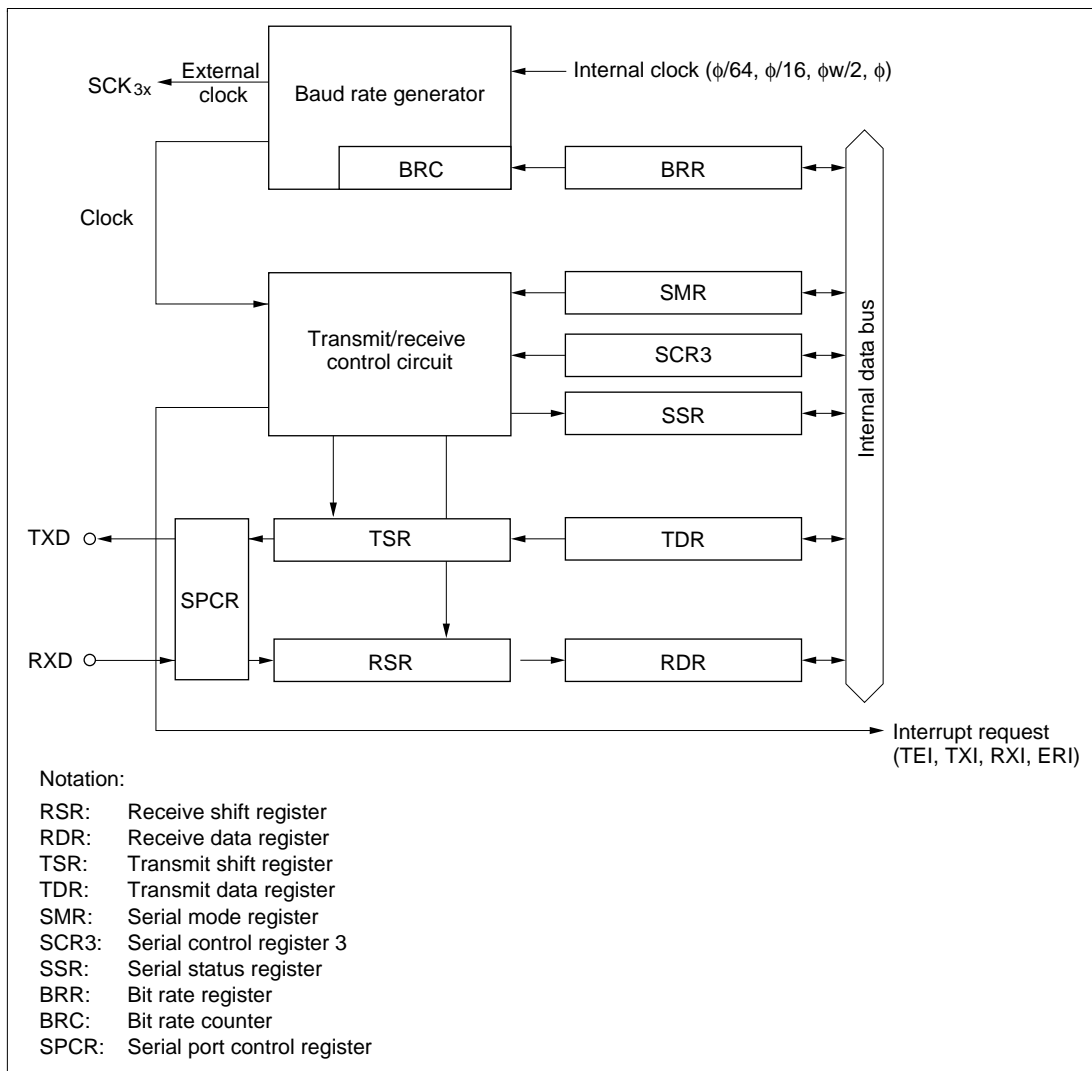 SCK3x
External
clock
Baud rate generator
Internal clock (ϕ/64, ϕ/16, ϕw/2, ϕ)
BRC
BRR
Clock
Transmit/receive
control circuit
SMR
SCR3
SSR
Internal data bus
TXD
SPCR
TSR
TDR
RXD
RSR
RDR
Interrupt request
(TEI, TXI, RXI, ERI)
Notation:
RSR: Receive shift register
RDR: Receive data register
TSR: Transmit shift register
TDR: Transmit data register
SMR: Serial mode register
SCR3: Serial control register 3
SSR: Serial status register
BRR: Bit rate register
BRC: Bit rate counter
SPCR: Serial port control register